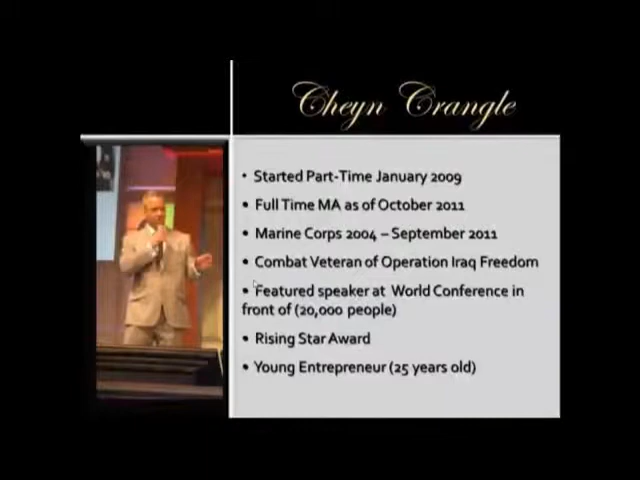 Cheyn Crangle
• Started Part-Time January 2009
• Full Time MA as of October 2011
• Marine Corps 2004 – September 2011
• Combat Veteran of Operation Iraq Freedom
• Featured speaker at World Conference in
front of (20,000 people)
• Rising Star Award
• Young Entrepreneur (25 years old)